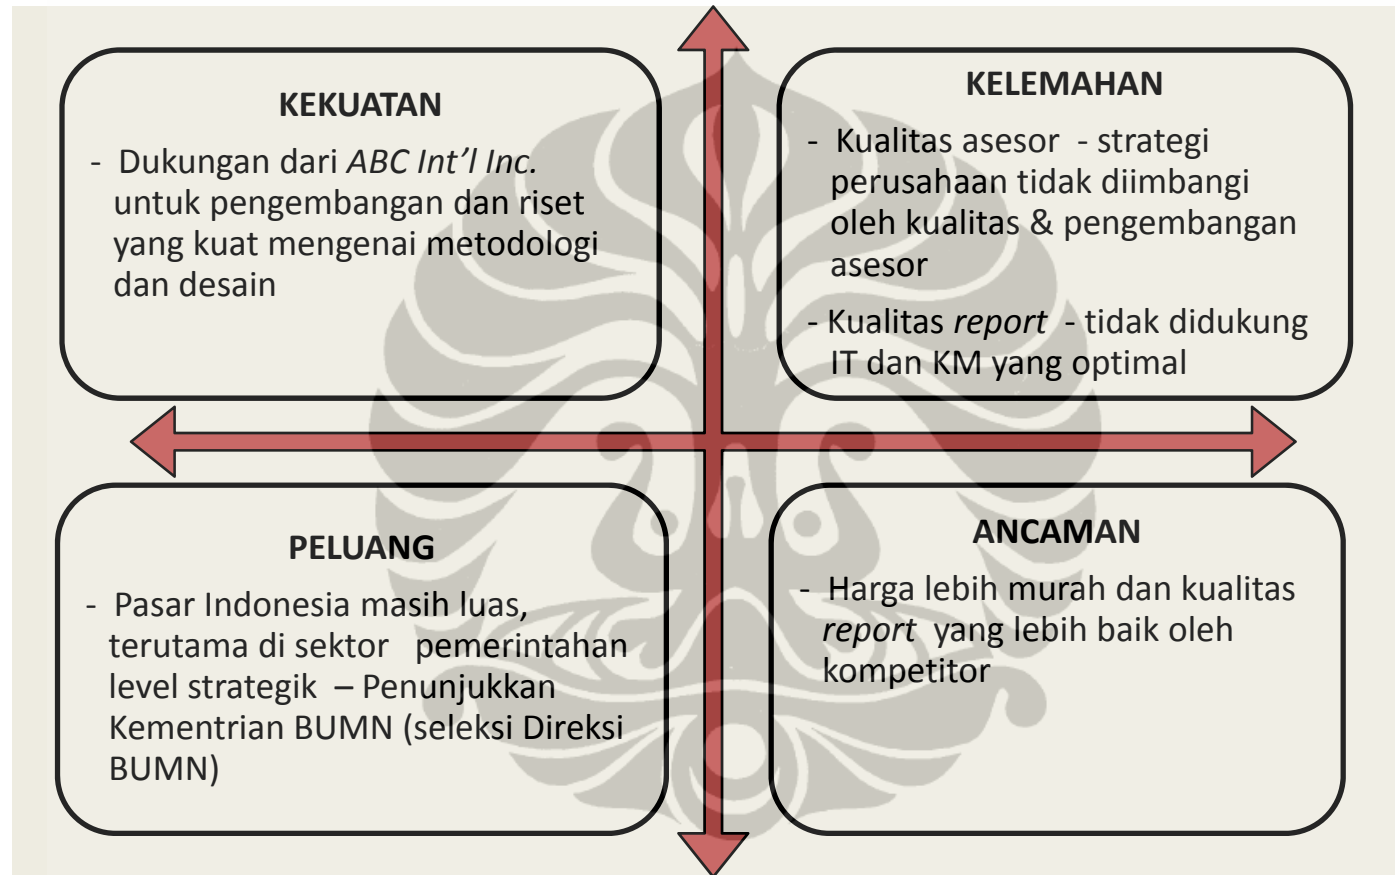 KEKUATAN
- Dukungan dari ABC Int’l Inc.
untuk pengembangan dan riset
yang kuat mengenai metodologi
dan desain
KELEMAHAN
- Kualitas asesor - strategi
perusahaan tidak diimbangi
oleh kualitas & pengembangan
asesor
- Kualitas report - tidak didukung
IT dan KM yang optimal
PELUANG
- Pasar Indonesia masih luas,
terutama di sektor pemerintahan
level strategik – Penunjukkan
Kementrian BUMN (seleksi Direksi
BUMN)
ANCAMAN
- Harga lebih murah dan kualitas
report yang lebih baik oleh
kompetitor